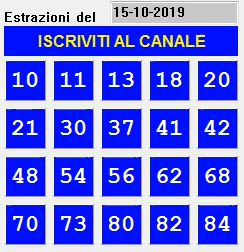 Estrazioni del 15-10-2019
ISCRIVITI AL CANALE
10 11 13 18 20
21 30 37 41 42
48 54 56 62 68
70 73 80 82 84